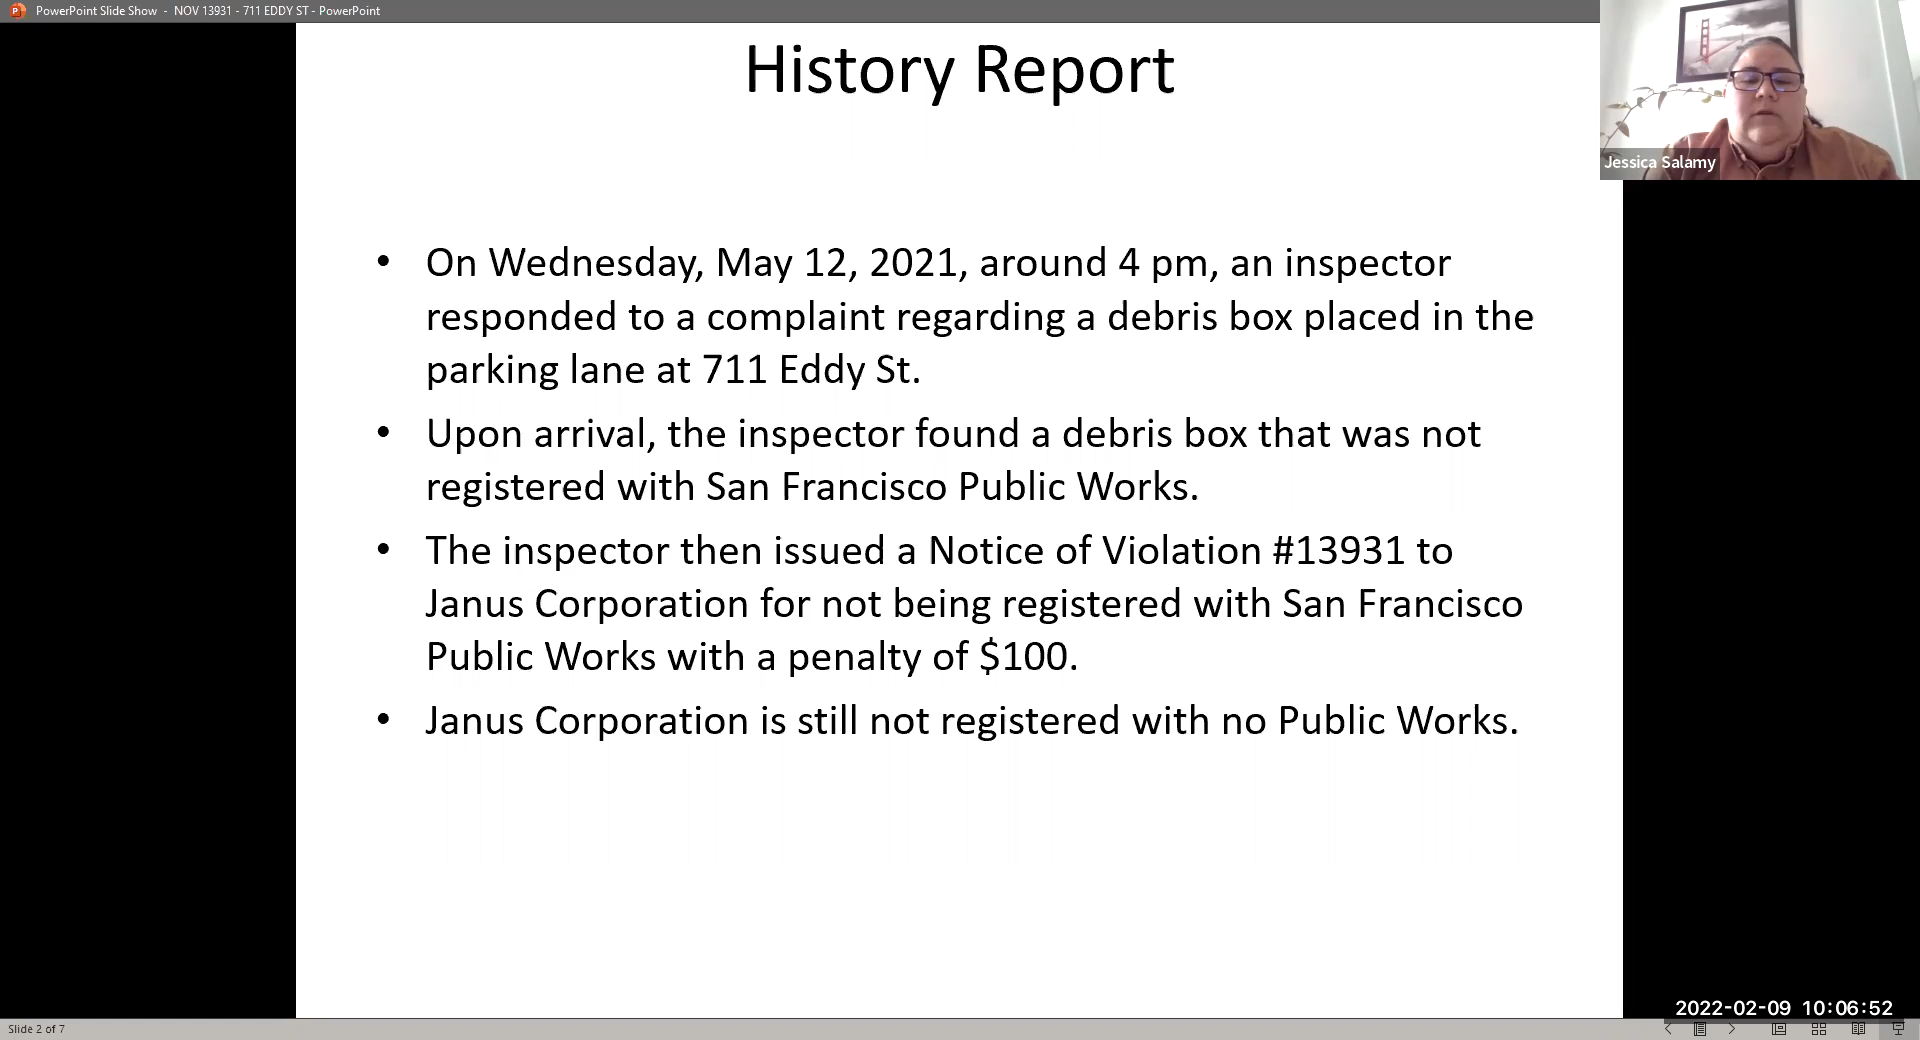 PowerPoint Slide Show - NOV 13931 - 711 EDDY ST - PowerPoint
History Report
Jessica Salamy
• On Wednesday, May 12, 2021, around 4 pm, an inspector
responded to a complaint regarding a debris box placed in the
parking lane at 711 Eddy St.
• Upon arrival, the inspector found a debris box that was not
registered with San Francisco Public Works.
• The inspector then issued a Notice of Violation #13931 to
Janus Corporation for not being registered with San Francisco
Public Works with a penalty of $100.
• Janus Corporation is still not registered with no Public Works.
2022-02-09 10:06:52
Slide 2 of 7